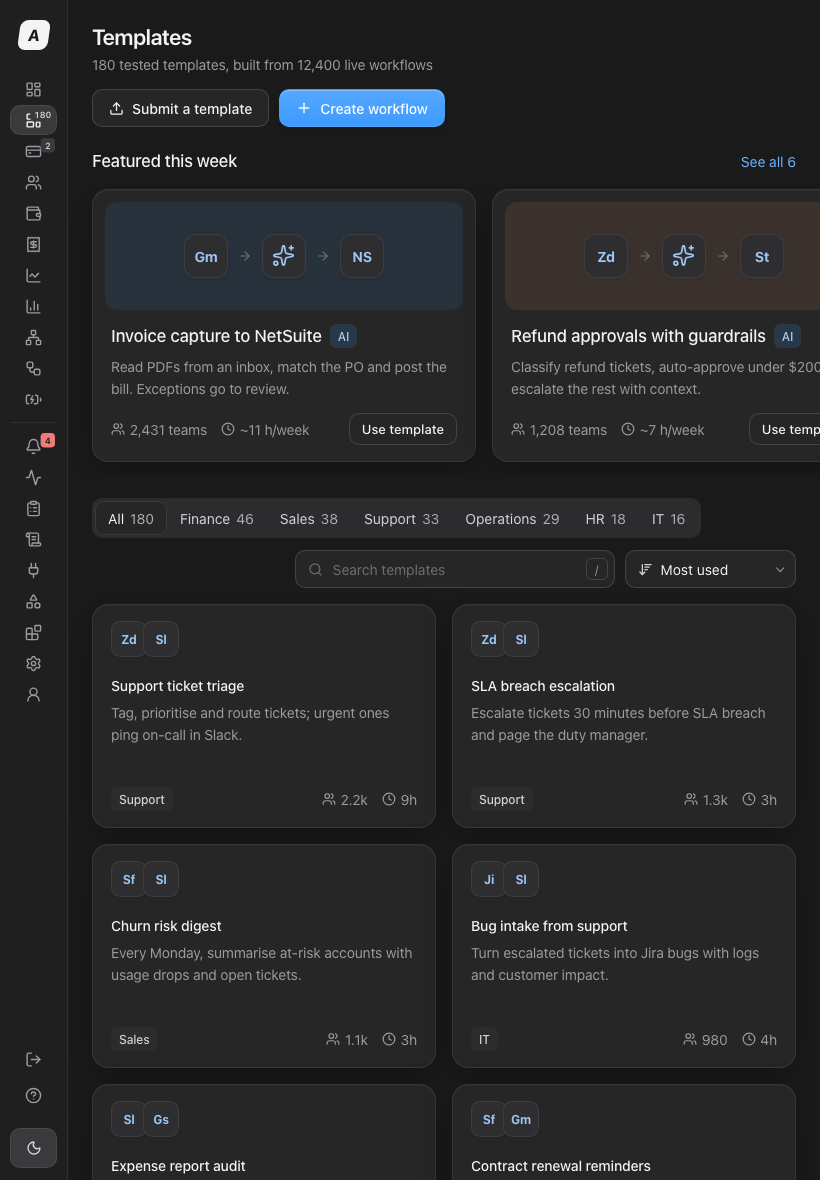 A
180
2
4
Templates
180 tested templates, built from 12,400 live workflows
Submit a template
Create workflow
Featured this week
See all 6
Gm
NS
Invoice capture to NetSuite AI
Read PDFs from an inbox, match the PO and post the
bill. Exceptions go to review.
2,431 teams ~11 h/week Use template
Zd
St
Refund approvals with guardrails AI
Classify refund tickets, auto-approve under $200
escalate the rest with context.
1,208 teams ~7 h/week Use temp
All 180 Finance 46 Sales 38 Support 33 Operations 29 HR 18 IT 16
Search templates /
Most used
Zd Sl
Support ticket triage
Tag, prioritise and route tickets; urgent ones
ping on-call in Slack.
Support 2.2k 9h
Zd Sl
SLA breach escalation
Escalate tickets 30 minutes before SLA breach
and page the duty manager.
Support 1.3k 3h
Sf Sl
Churn risk digest
Every Monday, summarise at-risk accounts with
usage drops and open tickets.
Sales 1.1k 3h
Ji Sl
Bug intake from support
Turn escalated tickets into Jira bugs with logs
and customer impact.
IT 980 4h
Sl Gs
Expense report audit
Sf Gm
Contract renewal reminders